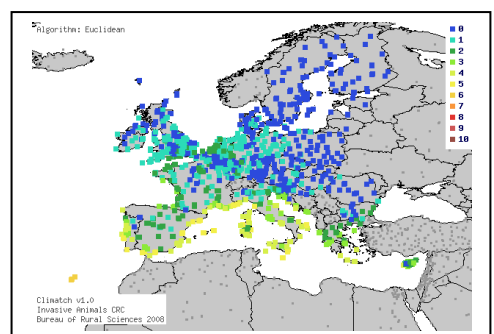 Algorithm: Euclidean
0
1
2
3
4
5
6
7
8
9
10
Climatch v1.0
Invasive Animals CRC
Bureau of Rural Sciences 2008